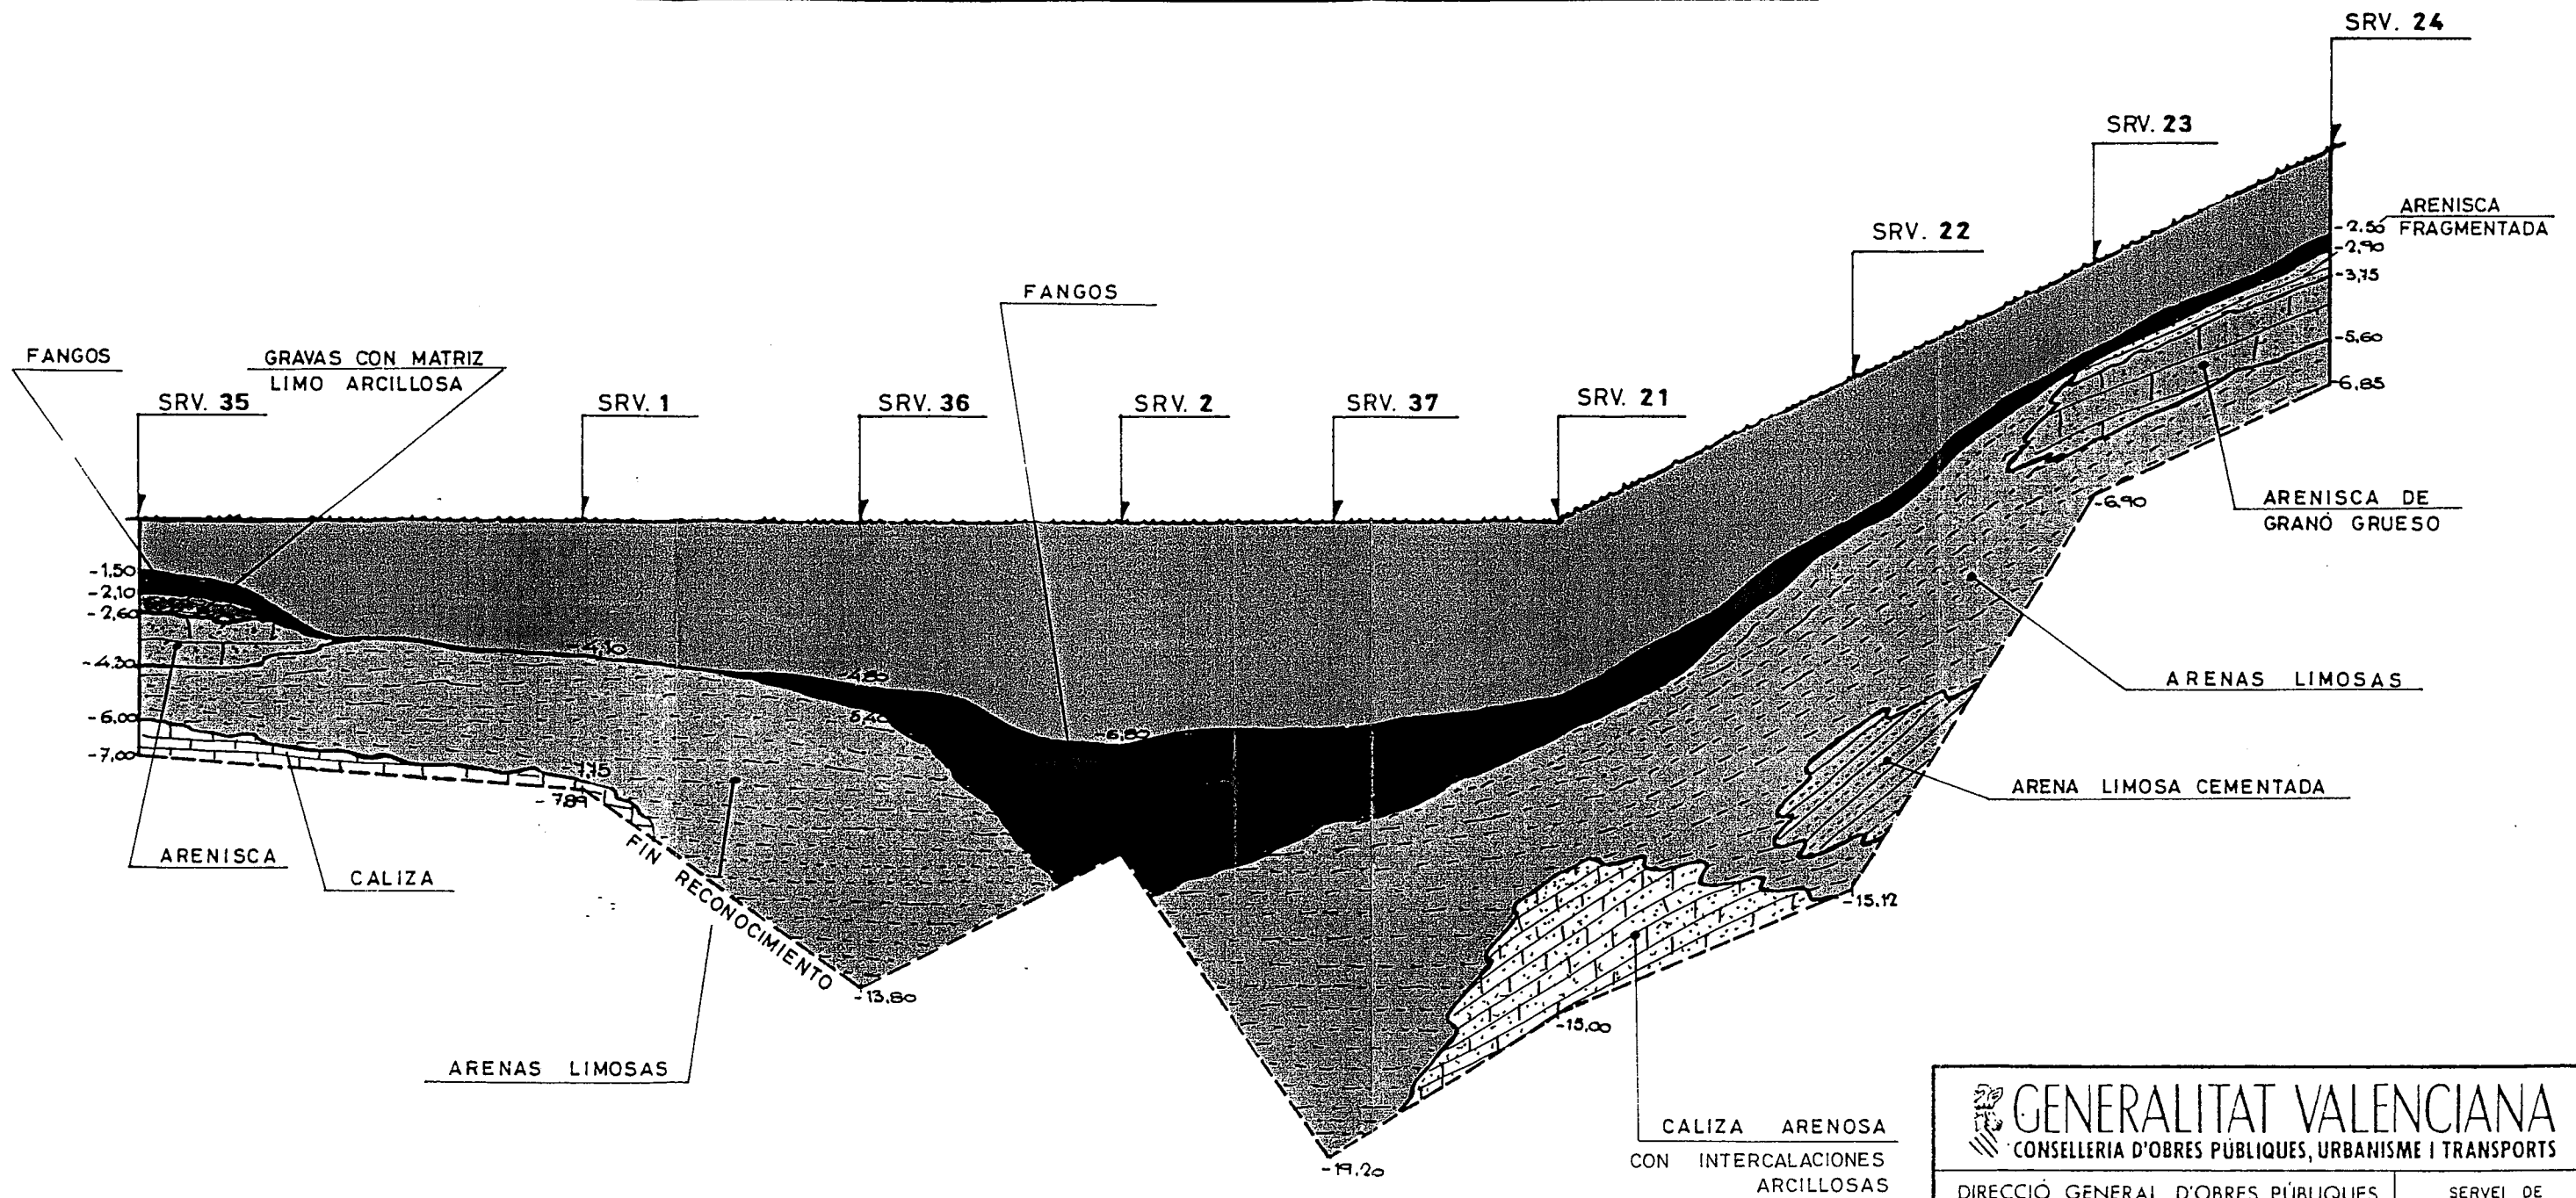 SRV. 24
SRV. 23
SRV. 22
ARENISCA
FRAGMENTADA
-2.50
-2,90
-3,75
-5,60
-6,85
FANGOS
FANGOS
GRAVAS CON MATRIZ
LIMO ARCILLOSA
SRV. 35
SRV. 1
SRV. 36
SRV. 2
SRV. 37
SRV. 21
-6,90
ARENISCA DE
GRANO GRUESO
-1,50
-2,10
-2,60
-4,20
-6,00
-7,00
-4,10
-4,80
5,40
-6,80
-7,15
-7,89
ARENAS LIMOSAS
ARENA LIMOSA CEMENTADA
ARENISCA
CALIZA
FIN RECONOCIMIENTO
-13,80
-15,12
-15,00
ARENAS LIMOSAS
-19,20
CALIZA ARENOSA
CON INTERCALACIONES
ARCILLOSAS
GENERALITAT VALENCIANA
CONSELLERIA D'OBRES PÚBLIQUES, URBANISME I TRANSPORTS
DIRECCIÓ GENERAL D'OBRES PÚBLIQUES
SERVEI DE